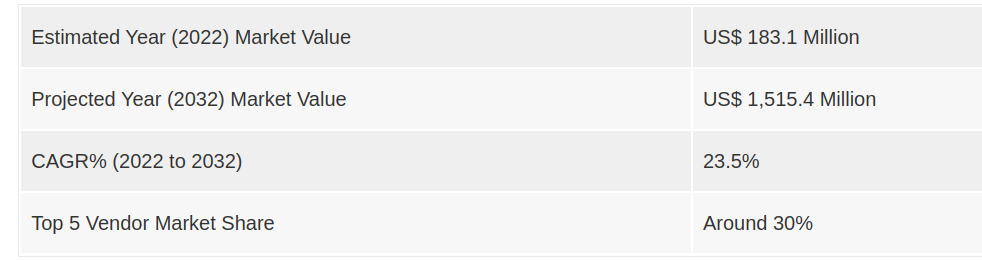 Estimated Year (2022) Market Value US$ 183.1 Million
Projected Year (2032) Market Value US$ 1,515.4 Million
CAGR% (2022 to 2032) 23.5%
Top 5 Vendor Market Share Around 30%